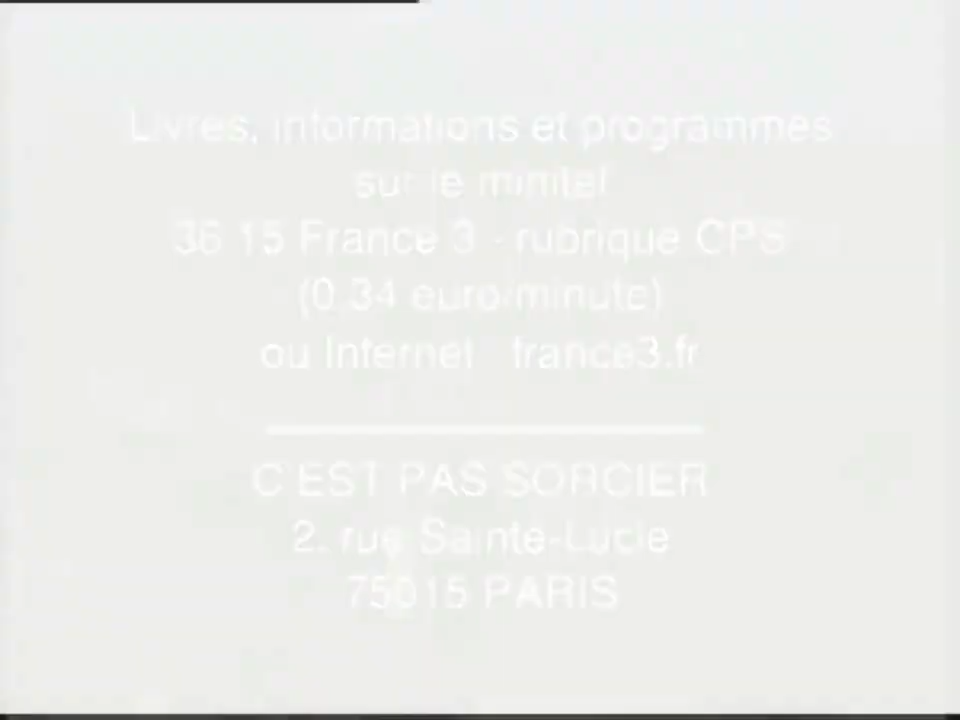 Livres, informations et programmes
sur le minitel
36 15 France 3 - rubrique CPS
(0,34 euro/minute)
ou Internet : france3.fr
C'EST PAS SORCIER
2, rue Sainte-Lucie
75015 PARIS